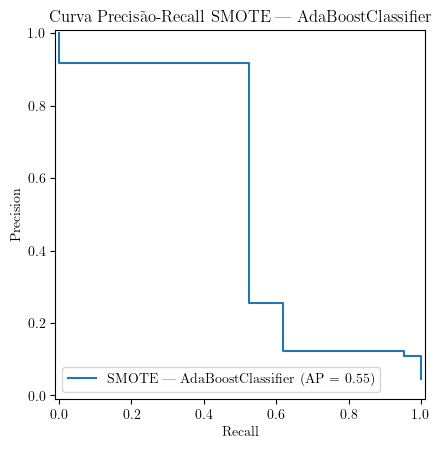 Curva Precisão-Recall SMOTE — AdaBoostClassifier
1.0
0.8
0.6
0.4
0.2
0.0
Precision
SMOTE — AdaBoostClassifier (AP = 0.55)
0.0 0.2 0.4 0.6 0.8 1.0
Recall